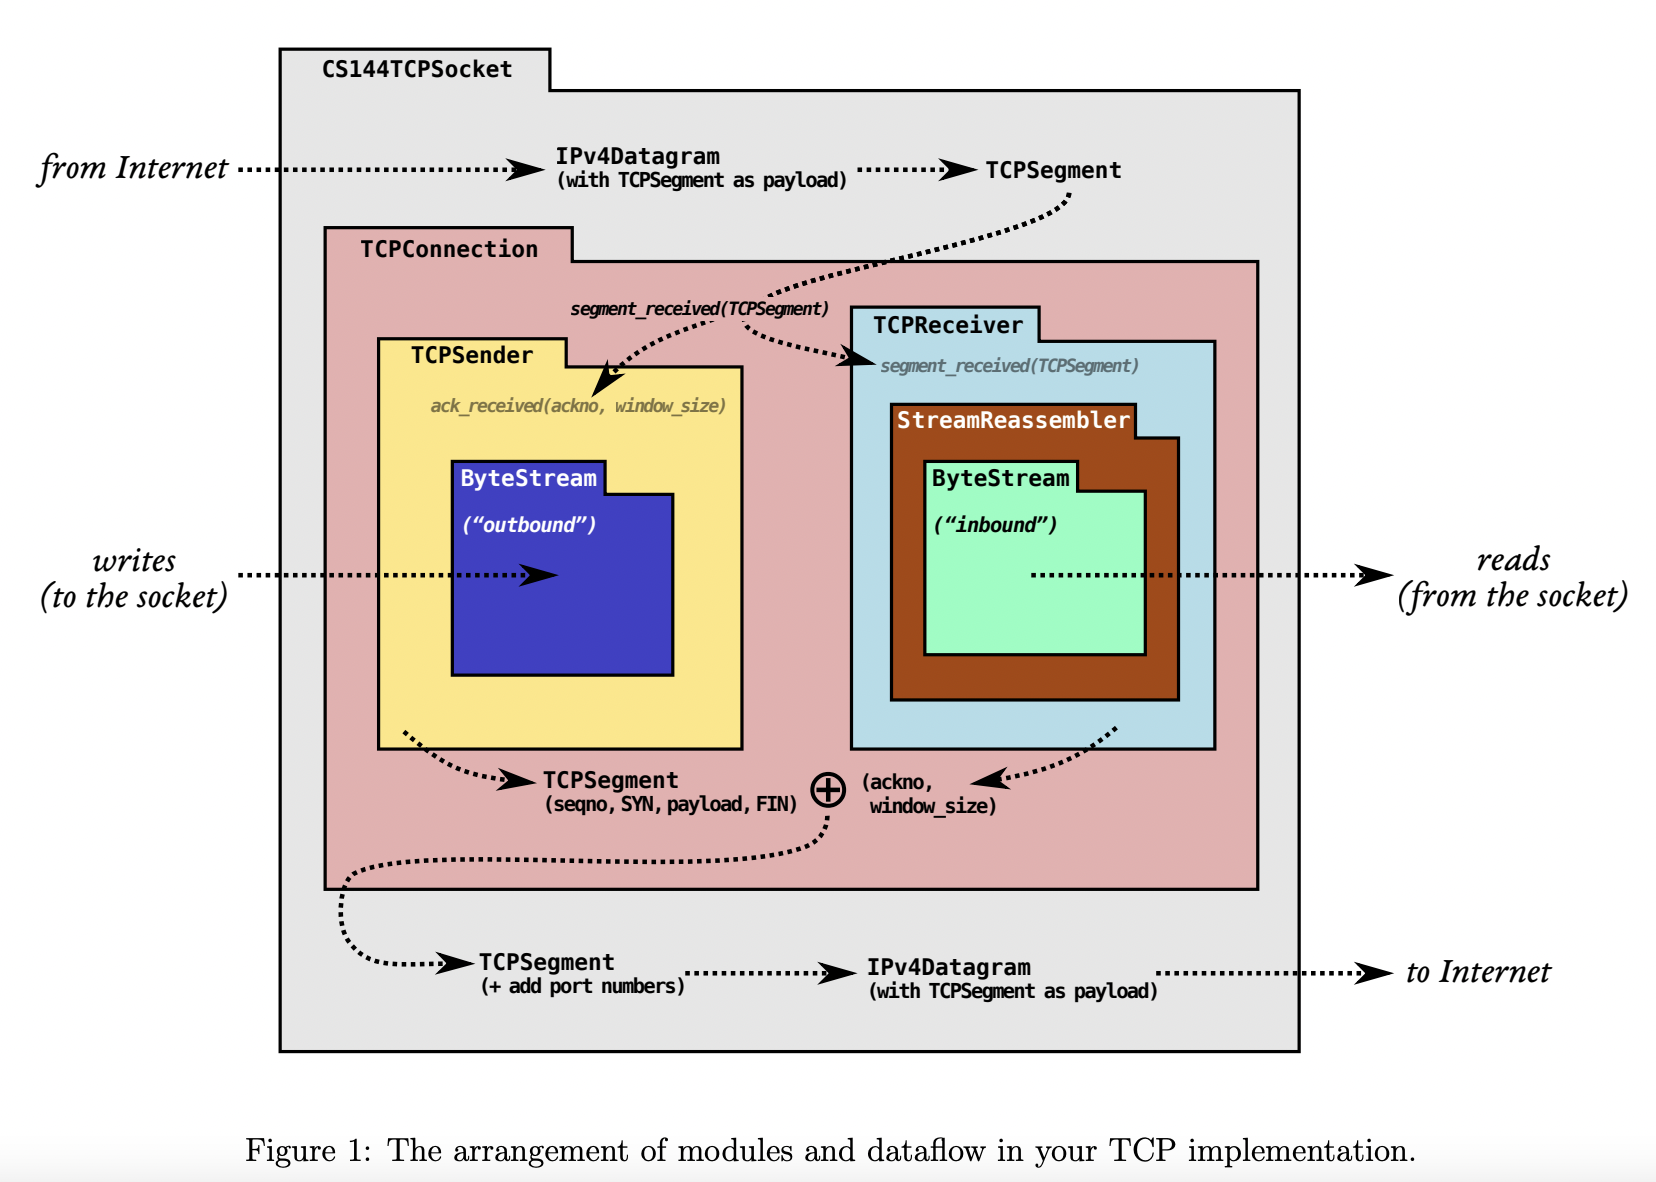 CS144TCPSocket
from Internet
IPv4Datagram
(with TCPSegment as payload)
TCPSegment
TCPConnection
segment_received(TCPSegment)
TCPReceiver
segment_received(TCPSegment)
TCPSender
ack_received(ackno, window_size)
StreamReassembler
ByteStream
(“outbound”)
ByteStream
(“inbound”)
writes
(to the socket)
reads
(from the socket)
TCPSegment
(seqno, SYN, payload, FIN)
(ackno,
window_size)
TCPSegment
(+ add port numbers)
IPv4Datagram
(with TCPSegment as payload)
to Internet
Figure 1: The arrangement of modules and dataflow in your TCP implementation.